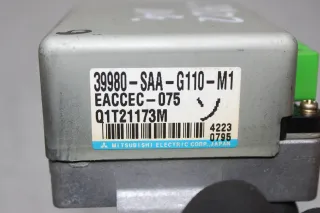 39980-SAA-G110-M1
EACCEC-075
Q1T21173M
4223
0795
MITSUBISHI ELECTRIC CORP. JAPAN